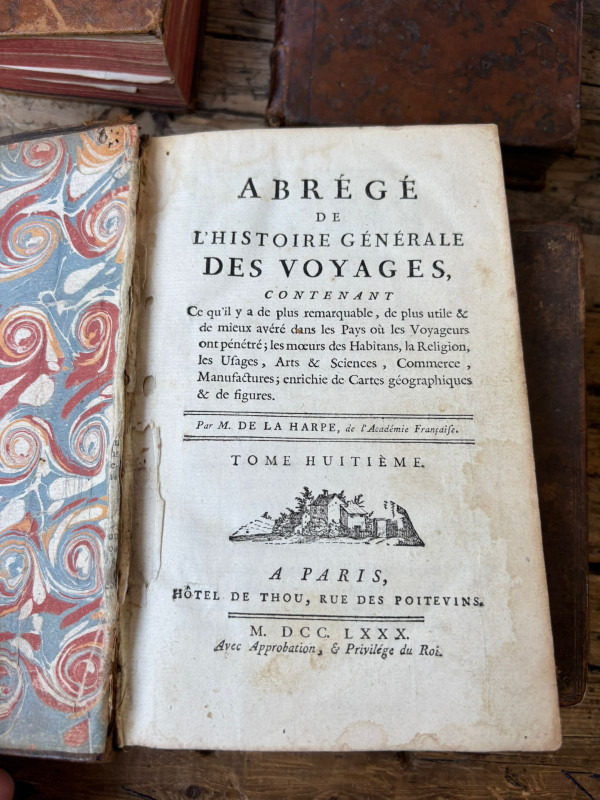 ABRÉGÉ
DE
L'HISTOIRE GÉNÉRALE
DES VOYAGES,
CONTENANT
Ce qu'il y a de plus remarquable, de plus utile &
de mieux avéré dans les Pays où les Voyageurs
ont pénétré; les mœurs des Habitans, la Religion,
les Uſages, Arts & Sciences, Commerce,
Manufactures; enrichie de Cartes géographiques
& de figures.
Par M. DE LA HARPE, de l'Académie Françaiſe.
TOME HUITIÈME.
A PARIS,
HÔTEL DE THOU, RUE DES POITEVINS.
M. DCC. LXXX.
Avec Approbation, & Privilége du Roi.